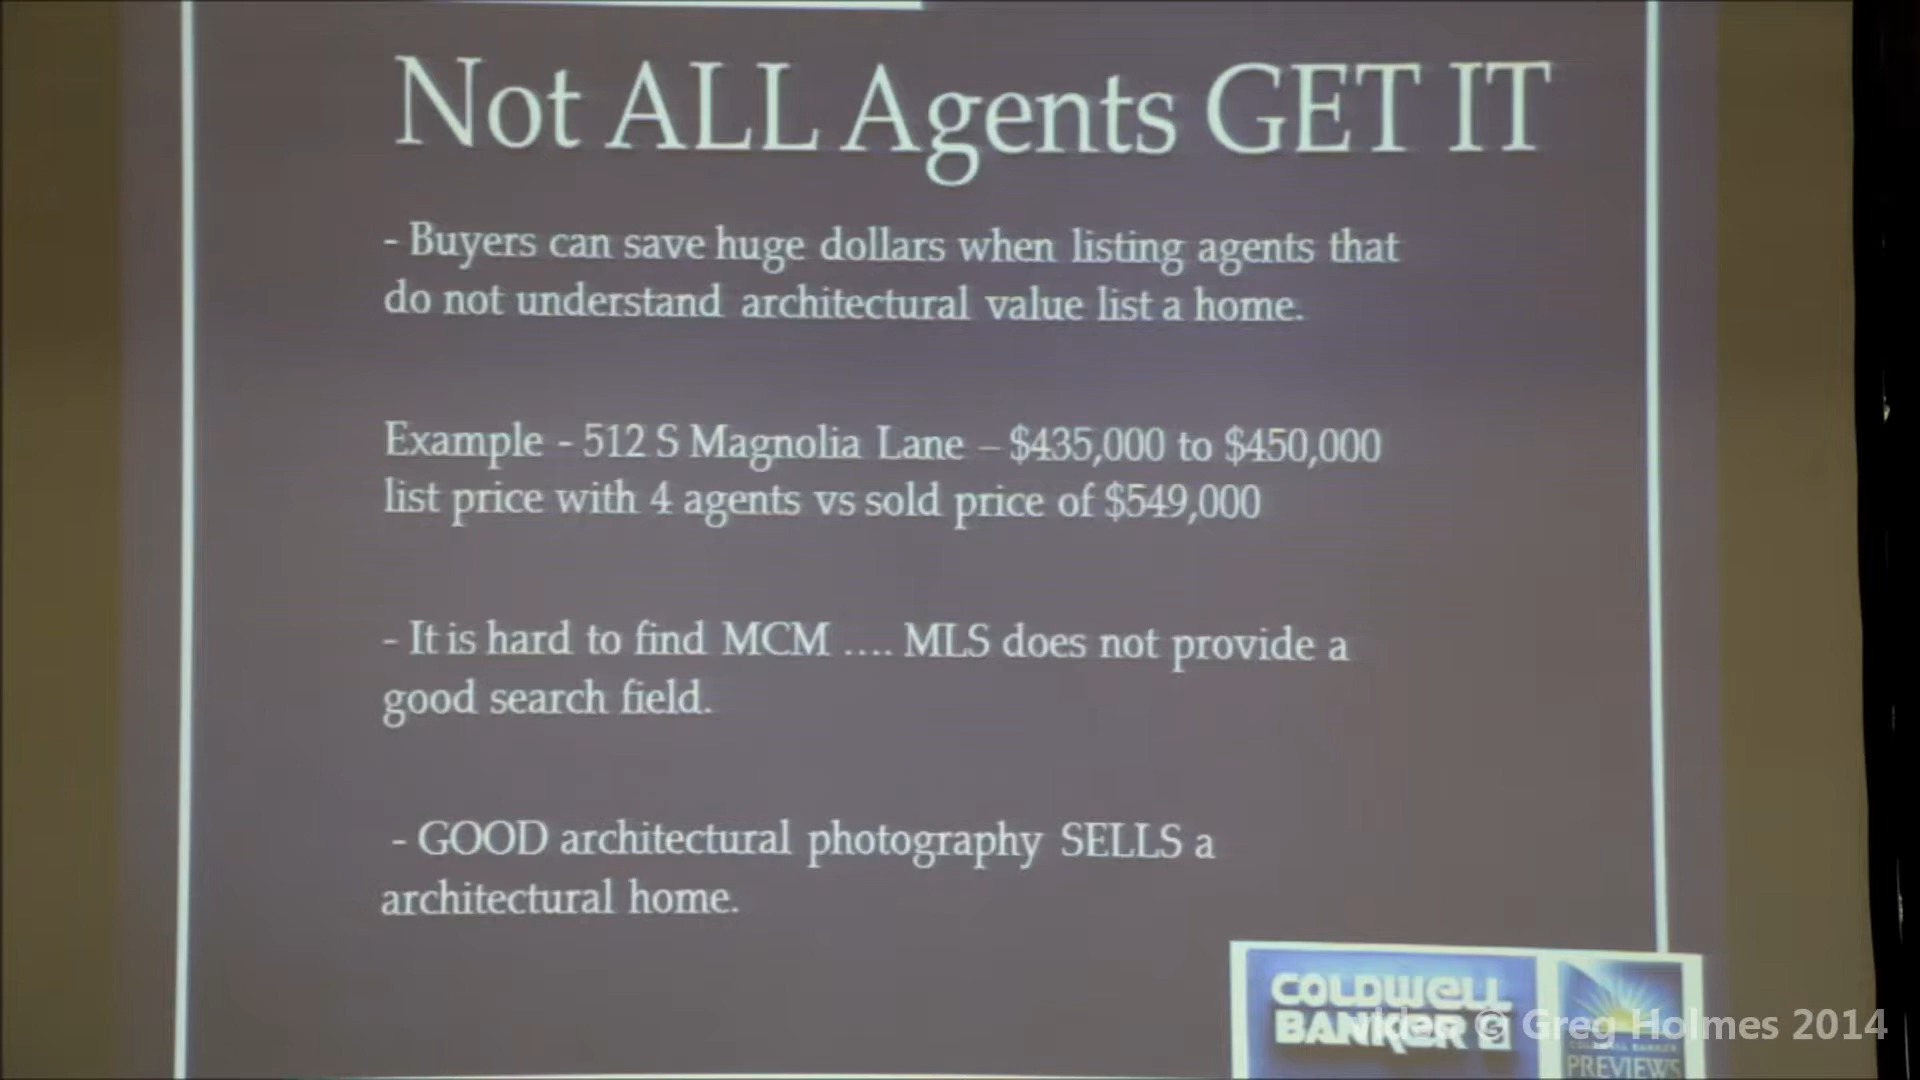 Not ALL Agents GET IT
- Buyers can save huge dollars when listing agents that
do not understand architectural value list a home.
Example - 512 S Magnolia Lane – $435,000 to $450,000
list price with 4 agents vs sold price of $549,000
- It is hard to find MCM .... MLS does not provide a
good search field.
- GOOD architectural photography SELLS a
architectural home.
COLDWELL
BANKER
© Greg Holmes 2014
COLDWELL BANKER
PREVIEWS